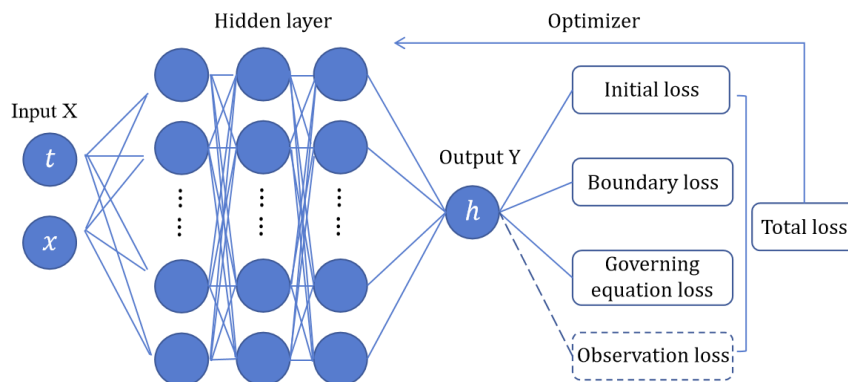 Hidden layer
Optimizer
Input X
t
x
Output Y
h
Initial loss
Boundary loss
Governing
equation loss
Observation loss
Total loss